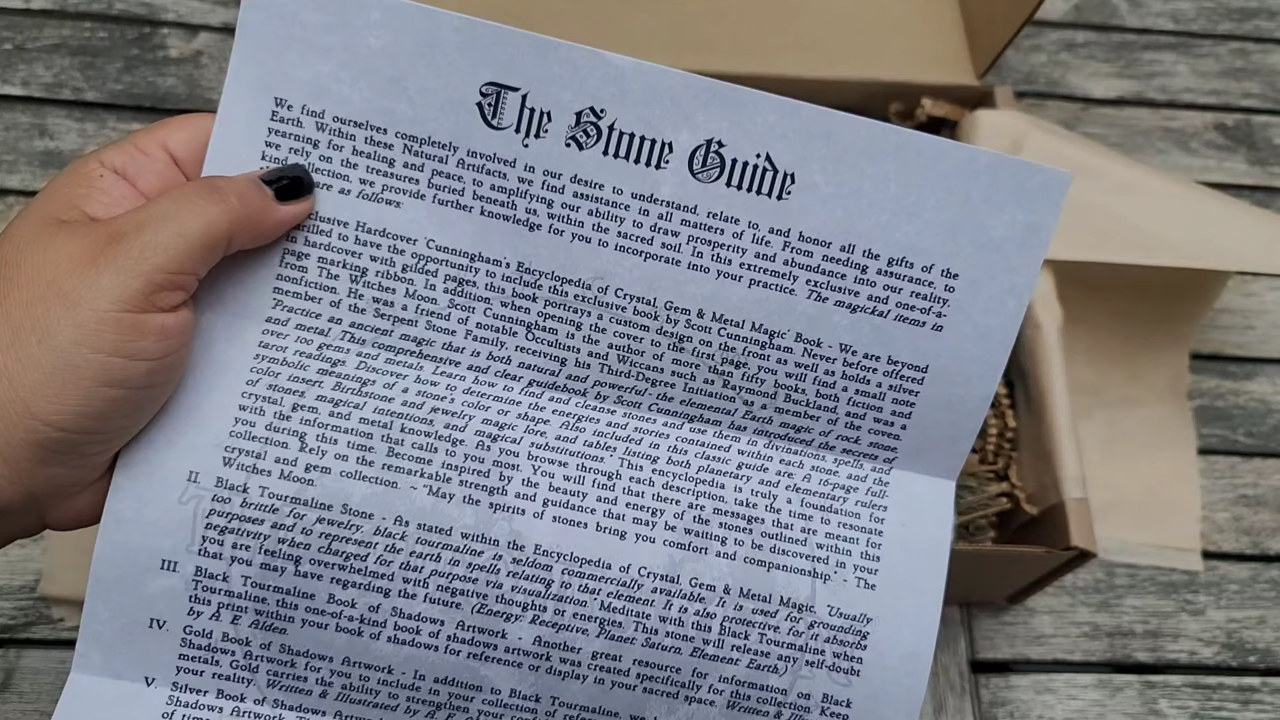 The Stone Guide
We find ourselves completely involved in our desire to understand, relate to, and honor all the gifts of the
Earth. Within these Natural Artifacts, we find assistance in all matters of life. From needing assurance, to
yearning for healing and peace, to amplifying our ability to draw prosperity and abundance into our reality,
we rely on the treasures buried beneath us, within the sacred soil. In this extremely exclusive and one-of-a-
kind collection, we provide further knowledge for you to incorporate into your practice. The magickal items in
are as follows:
clusive Hardcover 'Cunningham's Encyclopedia of Crystal, Gem & Metal Magic' Book - We are beyond
thrilled to have the opportunity to include this exclusive book by Scott Cunningham. Never before offered
in hardcover with gilded pages, this book portrays a custom design on the front as well as holds a silver
page marking ribbon. In addition, when opening the cover to the first page, you will find a small note
from The Witches Moon. Scott Cunningham is the author of more than fifty books, both fiction and
nonfiction. He was a friend of notable Occultists and Wiccans such as Raymond Buckland, and was a
member of the Serpent Stone Family, receiving his Third-Degree Initiation as a member of the coven.
"Practice an ancient magic that is both natural and powerful - the elemental Earth magic of rock, stone,
and metal. This comprehensive and clear guidebook by Scott Cunningham has introduced the secrets of
over 100 gems and metals. Learn how to find and cleanse stones and use them in divinations, spells, and
tarot readings. Discover how to determine the energies and stories contained within each stone, and the
symbolic meanings of a stone's color or shape. Also included in this classic guide are: A 16-page full-
color insert, Birthstone and jewelry magic lore, and tables listing both planetary and elementary rulers
of stones, magical intentions, and magical substitutions." This encyclopedia is truly a foundation for
crystal, gem, and metal knowledge. As you browse through each description, take the time to resonate
with the information that calls to you most. You will find that there are messages that are meant for
you during this time. Become inspired by the beauty and energy of the stones outlined within this
collection. Rely on the remarkable strength and guidance that may be waiting to be discovered in your
crystal and gem collection. ~ "May the spirits of stones bring you comfort and companionship." - The
Witches Moon.
II. Black Tourmaline Stone - As stated within the Encyclopedia of Crystal, Gem & Metal Magic, "Usually
too brittle for jewelry, black tourmaline is seldom commercially available. It is used for grounding
purposes and to represent the earth in spells relating to that element. It is also protective, for it absorbs
negativity when charged for that purpose via visualization." Meditate with this Black Tourmaline when
you are feeling overwhelmed with negative thoughts or energies. This stone will release any self-doubt
that you may have regarding the future. (Energy: Receptive, Planet: Saturn, Element: Earth.)
III. Black Tourmaline Book of Shadows Artwork - Another great resource for information on Black
Tourmaline, this one-of-a-kind book of shadows artwork was created specifically for this collection. Keep
this print within your book of shadows for reference or display in your sacred space. Written &
by A. E. Alden.
IV. Gold Book of Shadows Artwork - In addition to Black Tourmaline, we
Shadows Artwork for you to include in your collection of
metals, Gold carries the ability to strengthen your
your reality. Written & Illustrated by A. E.
V. Silver Book of Shadows
Shadows Artwork.
of